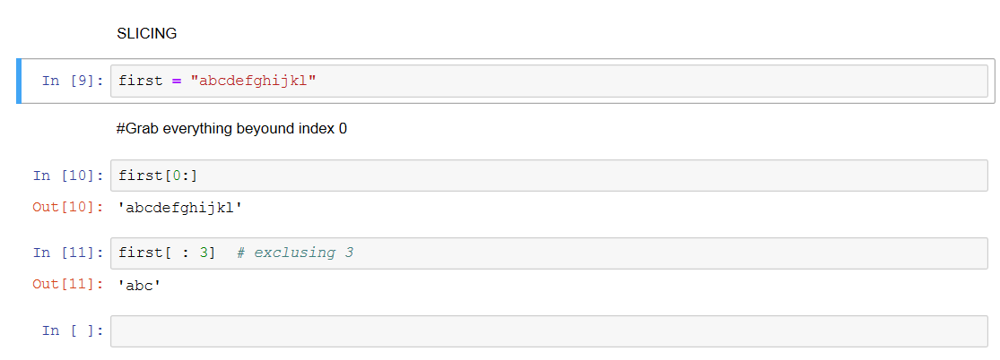 SLICING
In [9]: first = "abcdefghijkl"
#Grab everything beyound index 0
In [10]: first[0:]
Out[10]: 'abcdefghijkl'
In [11]: first[ : 3]  # exclusing 3
Out[11]: 'abc'
In [ ]: